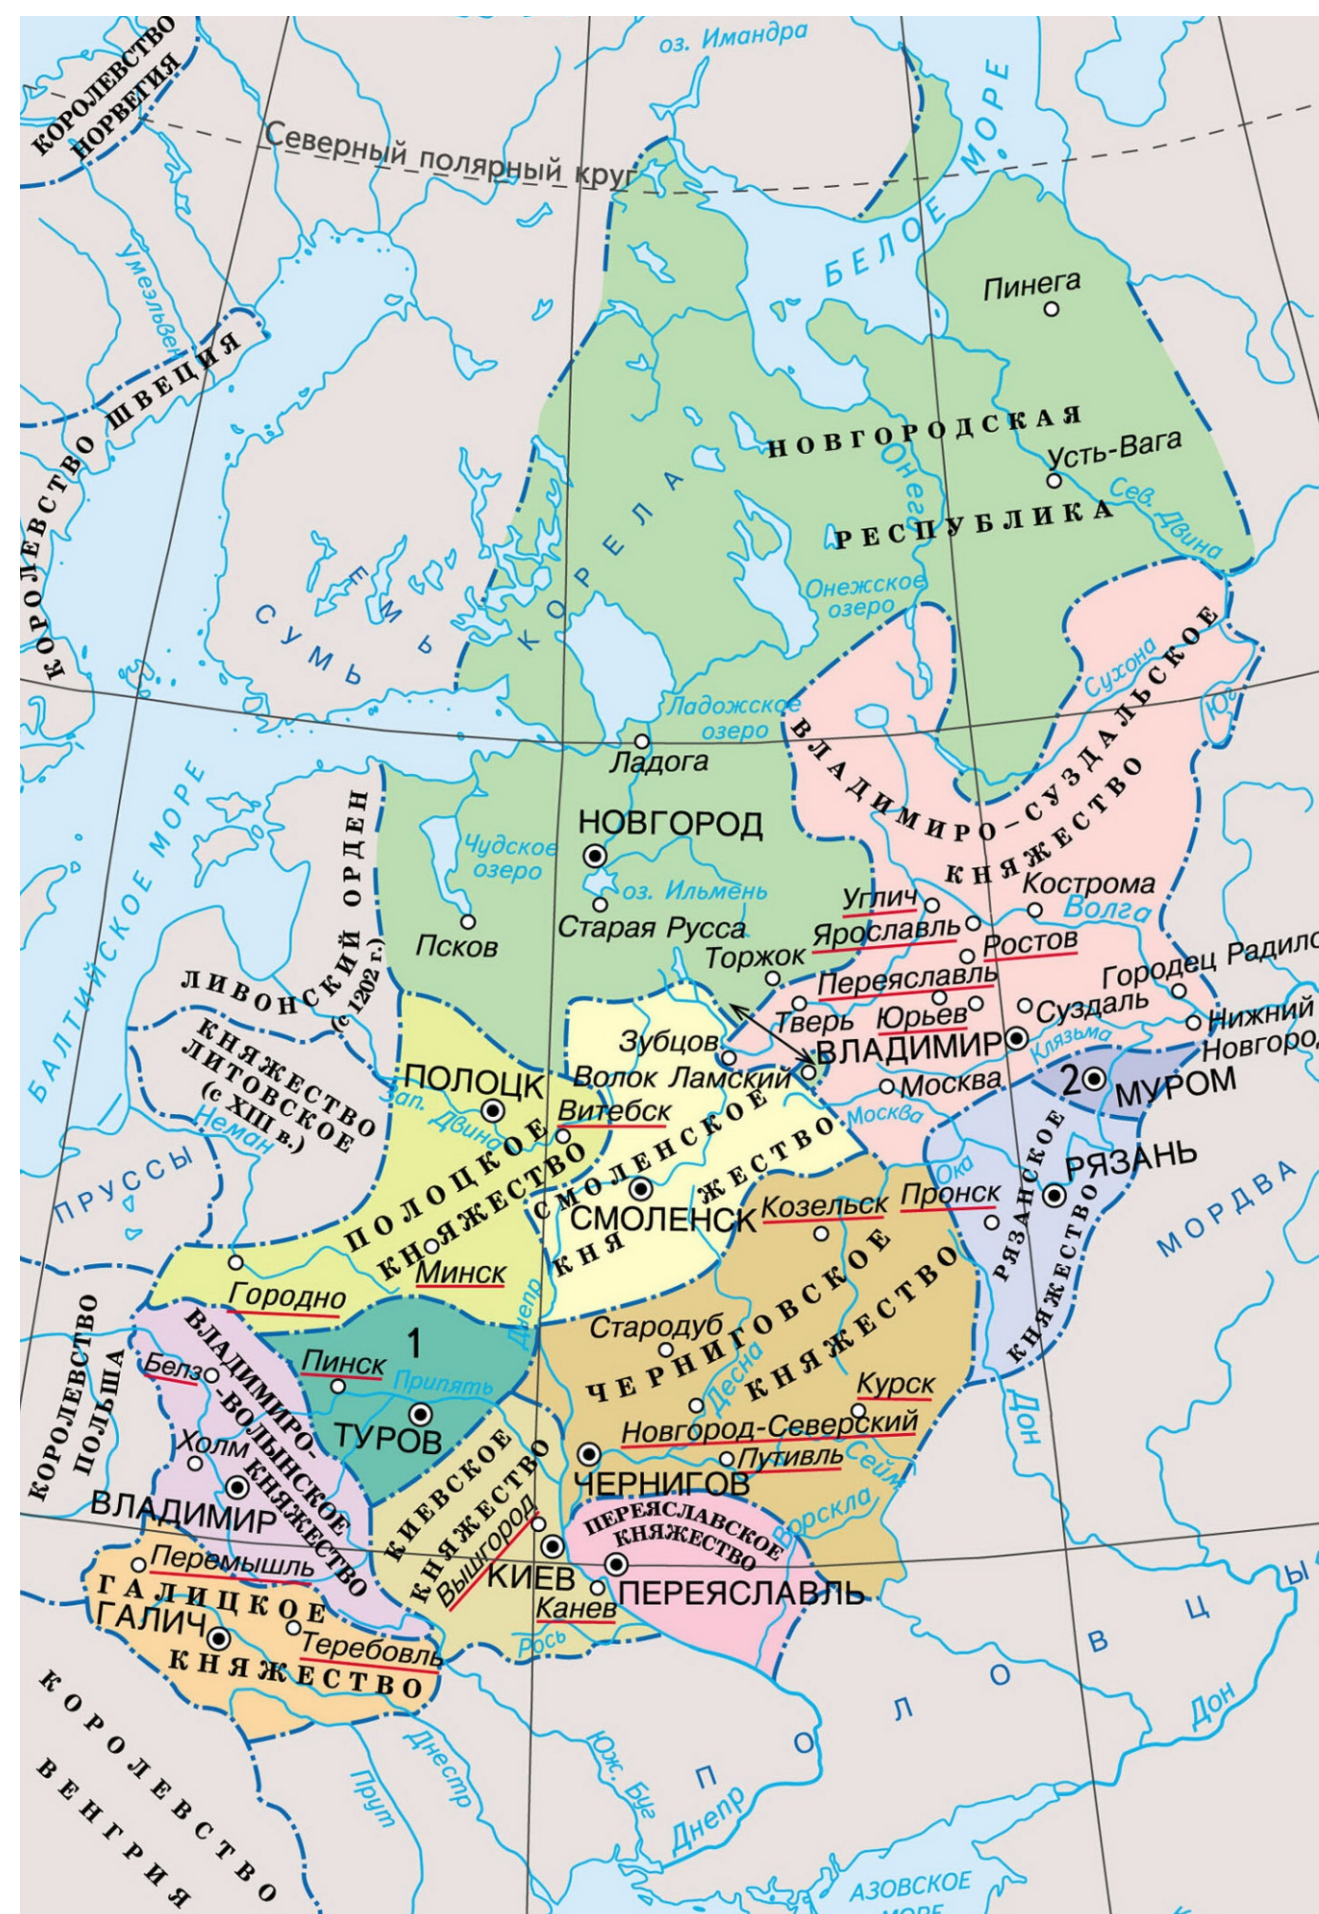 КОРОЛЕВСТВО
НОРВЕГИЯ
оз. Имандра
Северный полярный круг
БЕЛОЕ МОРЕ
Умеэльвен
Пинега
КОРОЛЕВСТВО ШВЕЦИЯ
НОВГОРОДСКАЯ
РЕСПУБЛИКА
Онега
Усть-Вага
Сев. Двина
КОРЕЛА
ЕМЬ
СУМЬ
Онежское
озеро
Сухона
Юг
Ладожское
озеро
Ладога
ВЛАДИМИРО-СУЗДАЛЬСКОЕ
КНЯЖЕСТВО
БАЛТИЙСКОЕ МОРЕ
НОВГОРОД
Чудское
озеро
оз. Ильмень
Старая Русса
Псков
Торжок
Углич
Кострома
Волга
Ярославль
Ростов
Переяславль
Городец Радило
Тверь
Юрьев
Суздаль
Нижний
Новгоро
ЛИВОНСКИЙ ОРДЕН
(с 1202 г.)
КНЯЖЕСТВО
ЛИТОВСКОЕ
(с XIII в.)
Неман
ПРУССЫ
Зубцов
Волок Ламский
ВЛАДИМИР
Клязьма
Москва
Москва
2
МУРОМ
ПОЛОЦК
Зап. Двина
Витебск
ПОЛОЦКОЕ
КНЯЖЕСТВО
СМОЛЕНСКОЕ
КНЯЖЕСТВО
СМОЛЕНСК
Козельск
Ока
Пронск
РЯЗАНЬ
РЯЗАНСКОЕ
КНЯЖЕСТВО
МОРДВА
Минск
Городно
Днепр
КОРОЛЕВСТВО
ПОЛЬША
ВЛАДИМИРО-
-ВОЛЫНСКОЕ
КНЯЖЕСТВО
Белз
Холм
ВЛАДИМИР
1
Пинск
Припять
ТУРОВ
Стародуб
ЧЕРНИГОВСКОЕ
КНЯЖЕСТВО
Десна
Курск
Новгород-Северский
Путивль
Сейм
ЧЕРНИГОВ
Дон
КИЕВСКОЕ
КНЯЖЕСТВО
Вышгород
КИЕВ
Канев
ПЕРЕЯСЛАВСКОЕ
КНЯЖЕСТВО
Ворскла
ПЕРЕЯСЛАВЛЬ
Рось
Перемышль
ГАЛИЦКОЕ
КНЯЖЕСТВО
ГАЛИЧ
Теребовль
ПОЛОВЦЫ
КОРОЛЕВСТВО
ВЕНГРИЯ
Прут
Днестр
Юж. Буг
Днепр
Дон
АЗОВСКОЕ
МОРЕ